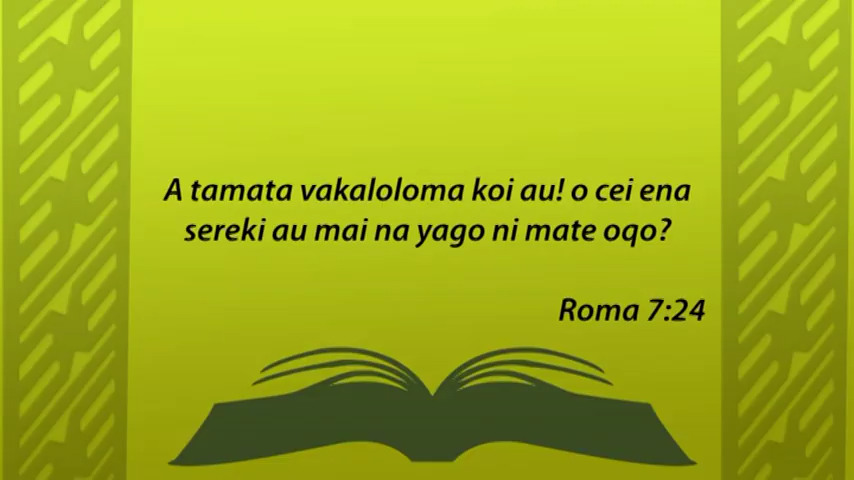 A tamata vakaloloma koi au! o cei ena
sereki au mai na yago ni mate oqo?
Roma 7:24